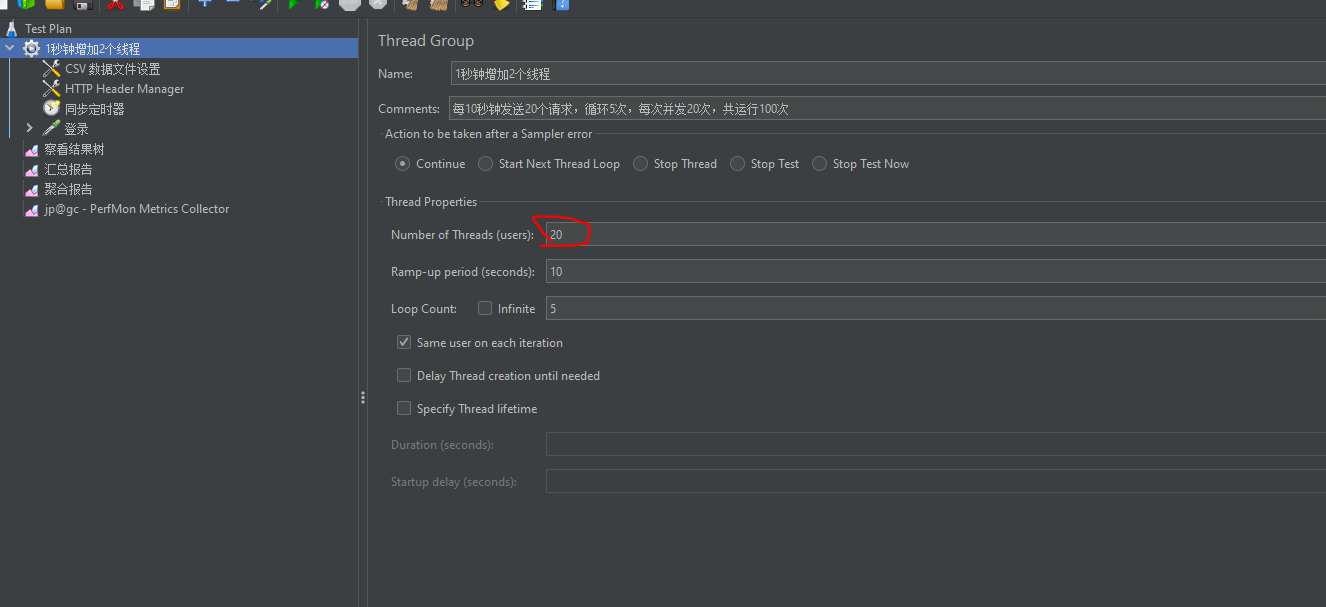 Test Plan
1秒钟增加2个线程
CSV 数据文件设置
HTTP Header Manager
同步定时器
登录
察看结果树
汇总报告
聚合报告
jp@gc - PerfMon Metrics Collector
Thread Group
Name: 1秒钟增加2个线程
Comments: 每10秒钟发送20个请求，循环5次，每次并发20次，共运行100次
Action to be taken after a Sampler error
Continue Start Next Thread Loop Stop Thread Stop Test Stop Test Now
Thread Properties
Number of Threads (users): 20
Ramp-up period (seconds): 10
Loop Count: Infinite 5
Same user on each iteration
Delay Thread creation until needed
Specify Thread lifetime
Duration (seconds):
Startup delay (seconds):